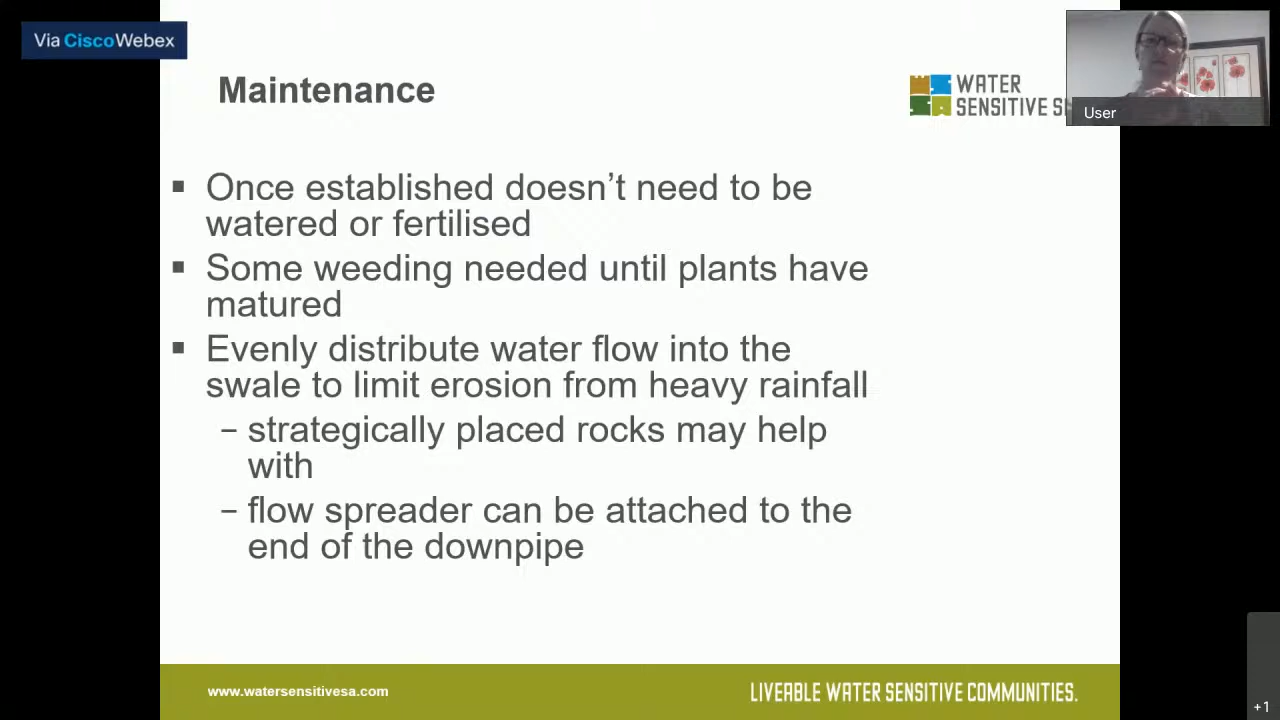 Via CiscoWebex
Maintenance
WATER
SENSITIVE
User
▪ Once established doesn’t need to be
watered or fertilised
▪ Some weeding needed until plants have
matured
▪ Evenly distribute water flow into the
swale to limit erosion from heavy rainfall
– strategically placed rocks may help
with
– flow spreader can be attached to the
end of the downpipe
www.watersensitivesa.com
LIVEABLE WATER SENSITIVE COMMUNITIES.
+1